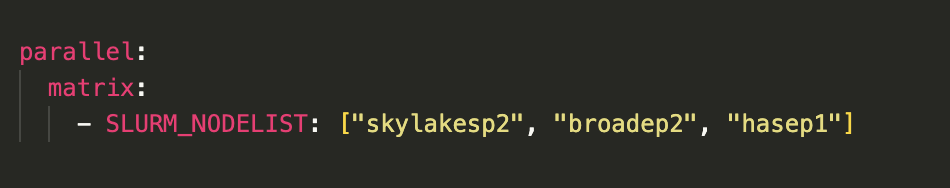 parallel:
matrix:
- SLURM_NODELIST: ["skylakesp2", "broadep2", "hasep1"]